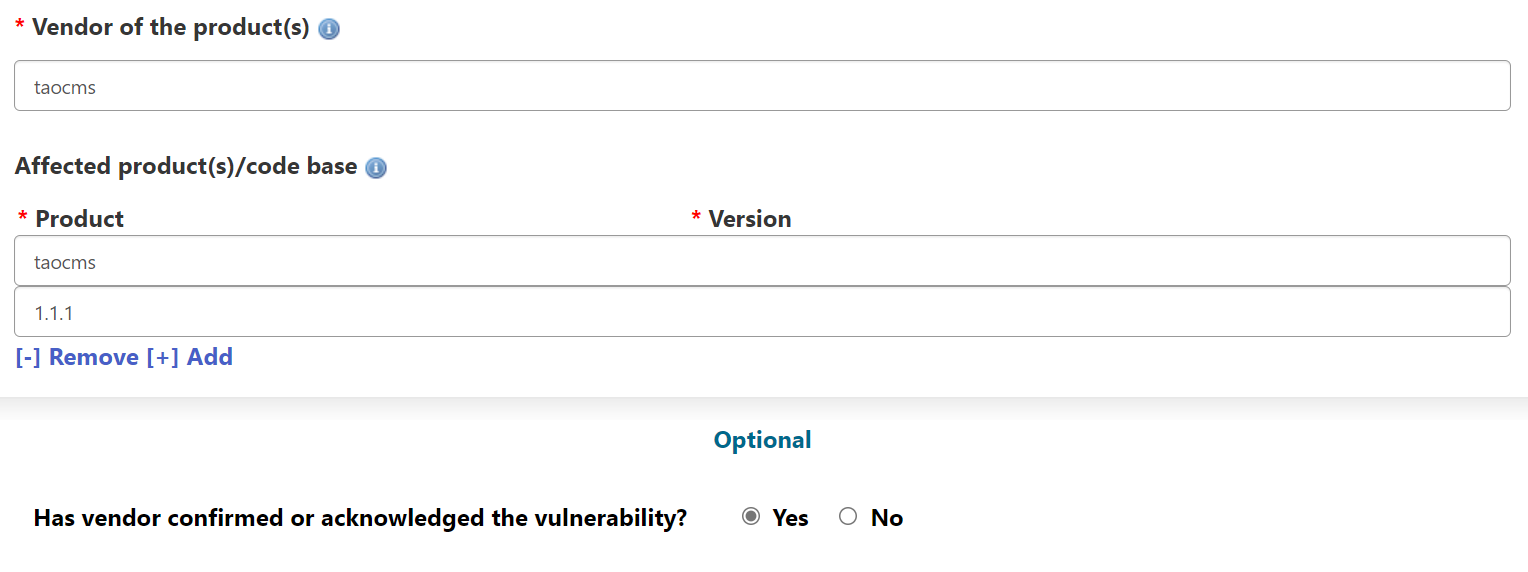 * Vendor of the product(s)
taocms
Affected product(s)/code base
* Product * Version
taocms
1.1.1
[-] Remove [+] Add
Optional
Has vendor confirmed or acknowledged the vulnerability? Yes No